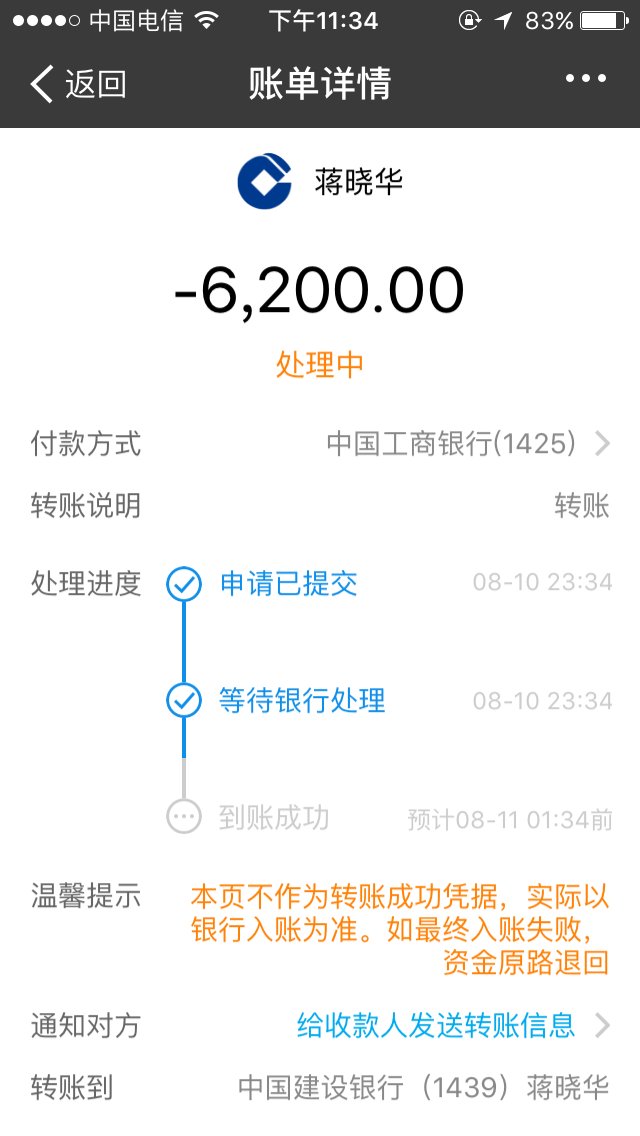 中国电信 下午11:34 83%
返回 账单详情
蒋晓华
-6,200.00
处理中
付款方式 中国工商银行(1425)
转账说明 转账
处理进度 申请已提交 08-10 23:34
等待银行处理 08-10 23:34
到账成功 预计08-11 01:34前
温馨提示 本页不作为转账成功凭据，实际以
银行入账为准。如最终入账失败，
资金原路退回
通知对方 给收款人发送转账信息
转账到 中国建设银行（1439）蒋晓华